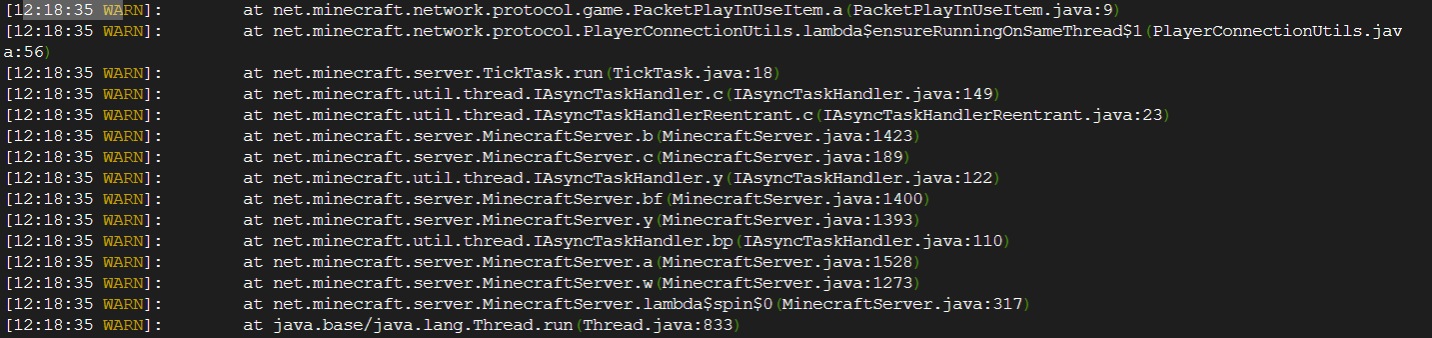 [12:18:35 WARN]:        at net.minecraft.network.protocol.game.PacketPlayInUseItem.a(PacketPlayInUseItem.java:9)
[12:18:35 WARN]:        at net.minecraft.network.protocol.PlayerConnectionUtils.lambda$ensureRunningOnSameThread$1(PlayerConnectionUtils.jav
a:56)
[12:18:35 WARN]:        at net.minecraft.server.TickTask.run(TickTask.java:18)
[12:18:35 WARN]:        at net.minecraft.util.thread.IAsyncTaskHandler.c(IAsyncTaskHandler.java:149)
[12:18:35 WARN]:        at net.minecraft.util.thread.IAsyncTaskHandlerReentrant.c(IAsyncTaskHandlerReentrant.java:23)
[12:18:35 WARN]:        at net.minecraft.server.MinecraftServer.b(MinecraftServer.java:1423)
[12:18:35 WARN]:        at net.minecraft.server.MinecraftServer.c(MinecraftServer.java:189)
[12:18:35 WARN]:        at net.minecraft.util.thread.IAsyncTaskHandler.y(IAsyncTaskHandler.java:122)
[12:18:35 WARN]:        at net.minecraft.server.MinecraftServer.bf(MinecraftServer.java:1400)
[12:18:35 WARN]:        at net.minecraft.server.MinecraftServer.y(MinecraftServer.java:1393)
[12:18:35 WARN]:        at net.minecraft.util.thread.IAsyncTaskHandler.bp(IAsyncTaskHandler.java:110)
[12:18:35 WARN]:        at net.minecraft.server.MinecraftServer.a(MinecraftServer.java:1528)
[12:18:35 WARN]:        at net.minecraft.server.MinecraftServer.w(MinecraftServer.java:1273)
[12:18:35 WARN]:        at net.minecraft.server.MinecraftServer.lambda$spin$0(MinecraftServer.java:317)
[12:18:35 WARN]:        at java.base/java.lang.Thread.run(Thread.java:833)